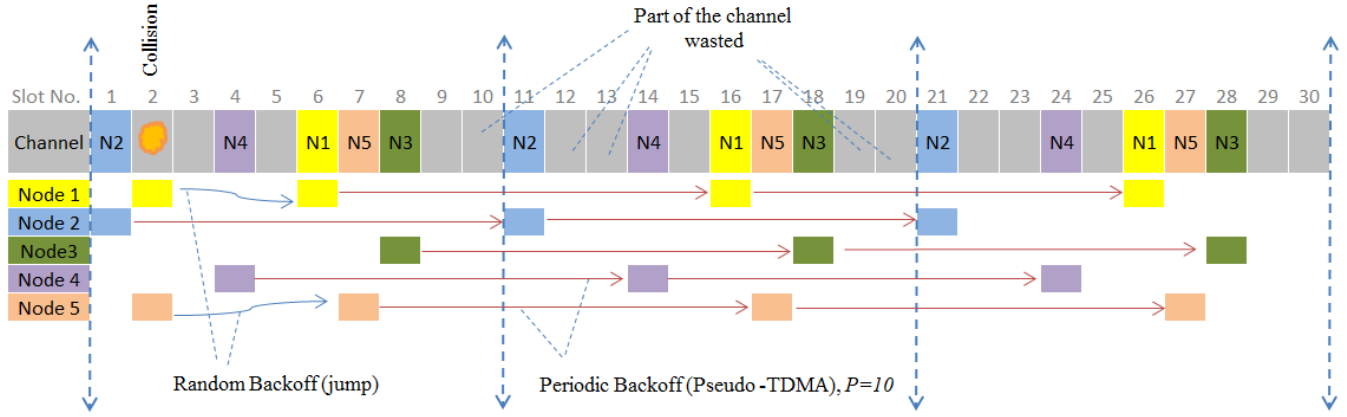 Part of the channel
wasted
Collision
Slot No. 1 2 3 4 5 6 7 8 9 10 11 12 13 14 15 16 17 18 19 20 21 22 23 24 25 26 27 28 29 30
Channel N2 N4 N1 N5 N3 N2 N4 N1 N5 N3 N2 N4 N1 N5 N3
Node 1
Node 2
Node3
Node 4
Node 5
Random Backoff (jump)
Periodic Backoff (Pseudo -TDMA), P=10